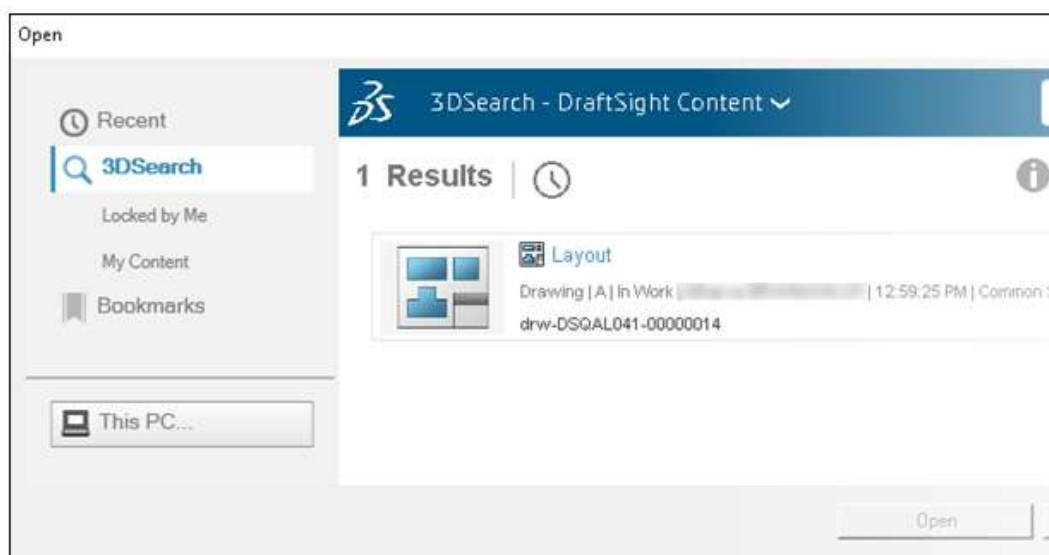 Open
Recent
3DSearch
Locked by Me
My Content
Bookmarks
This PC...
3DSearch - DraftSight Content
1 Results
Layout
Drawing | A | In Work | | 12:59:25 PM | Common
drw-DSQAL041-00000014
Open